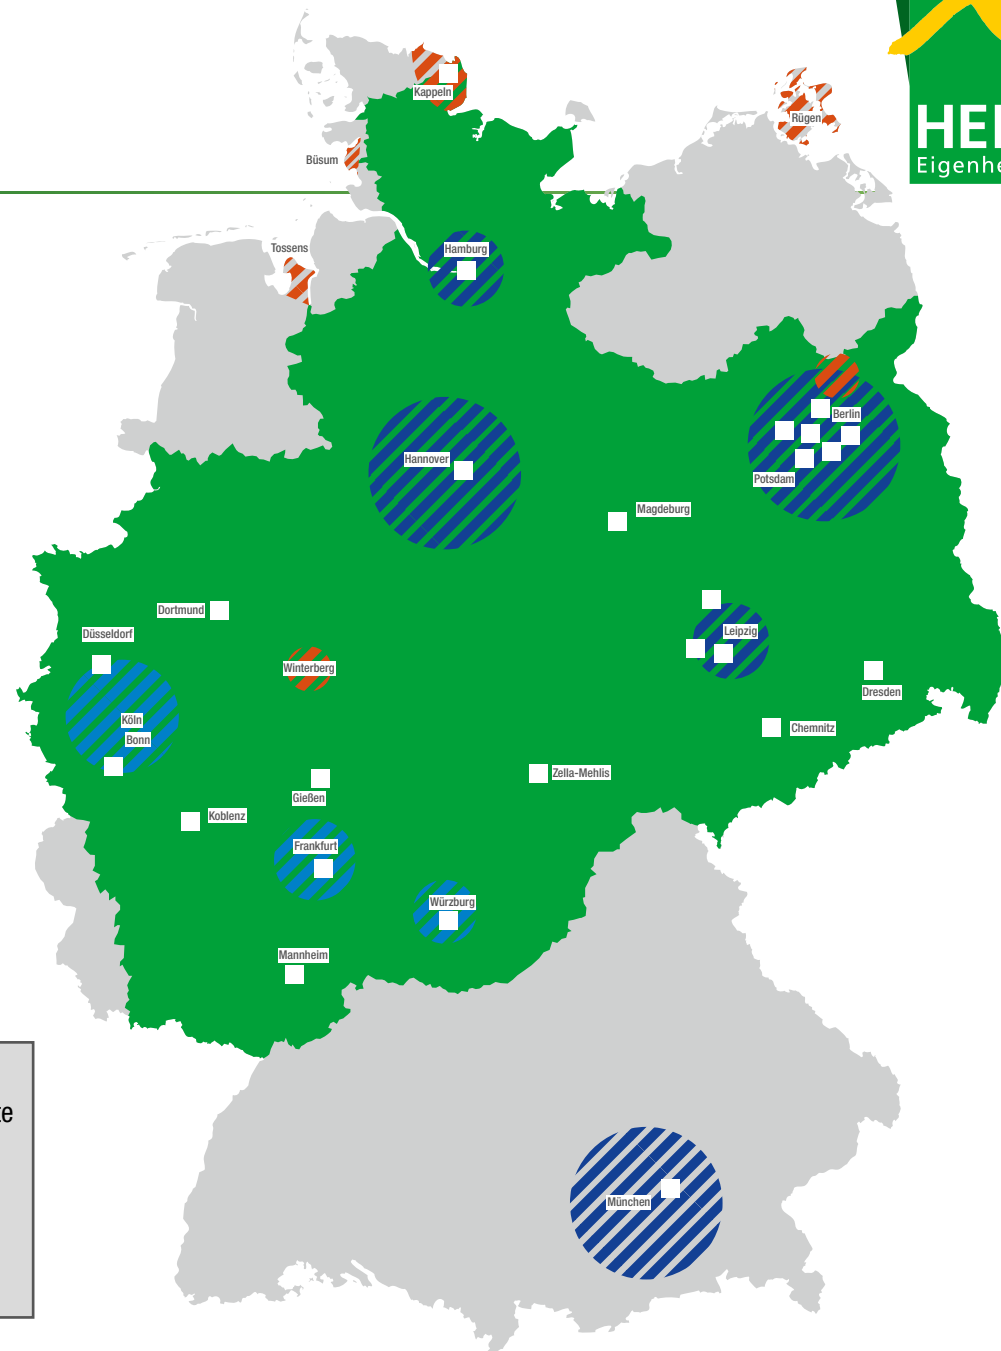 Kappeln
Rügen
HE
Eigenhe
Büsum
Tossens
Hamburg
Berlin
Hannover
Potsdam
Magdeburg
Dortmund
Düsseldorf
Leipzig
Winterberg
Dresden
Köln
Chemnitz
Bonn
Zella-Mehlis
Gießen
Koblenz
Frankfurt
Würzburg
Mannheim
te
München